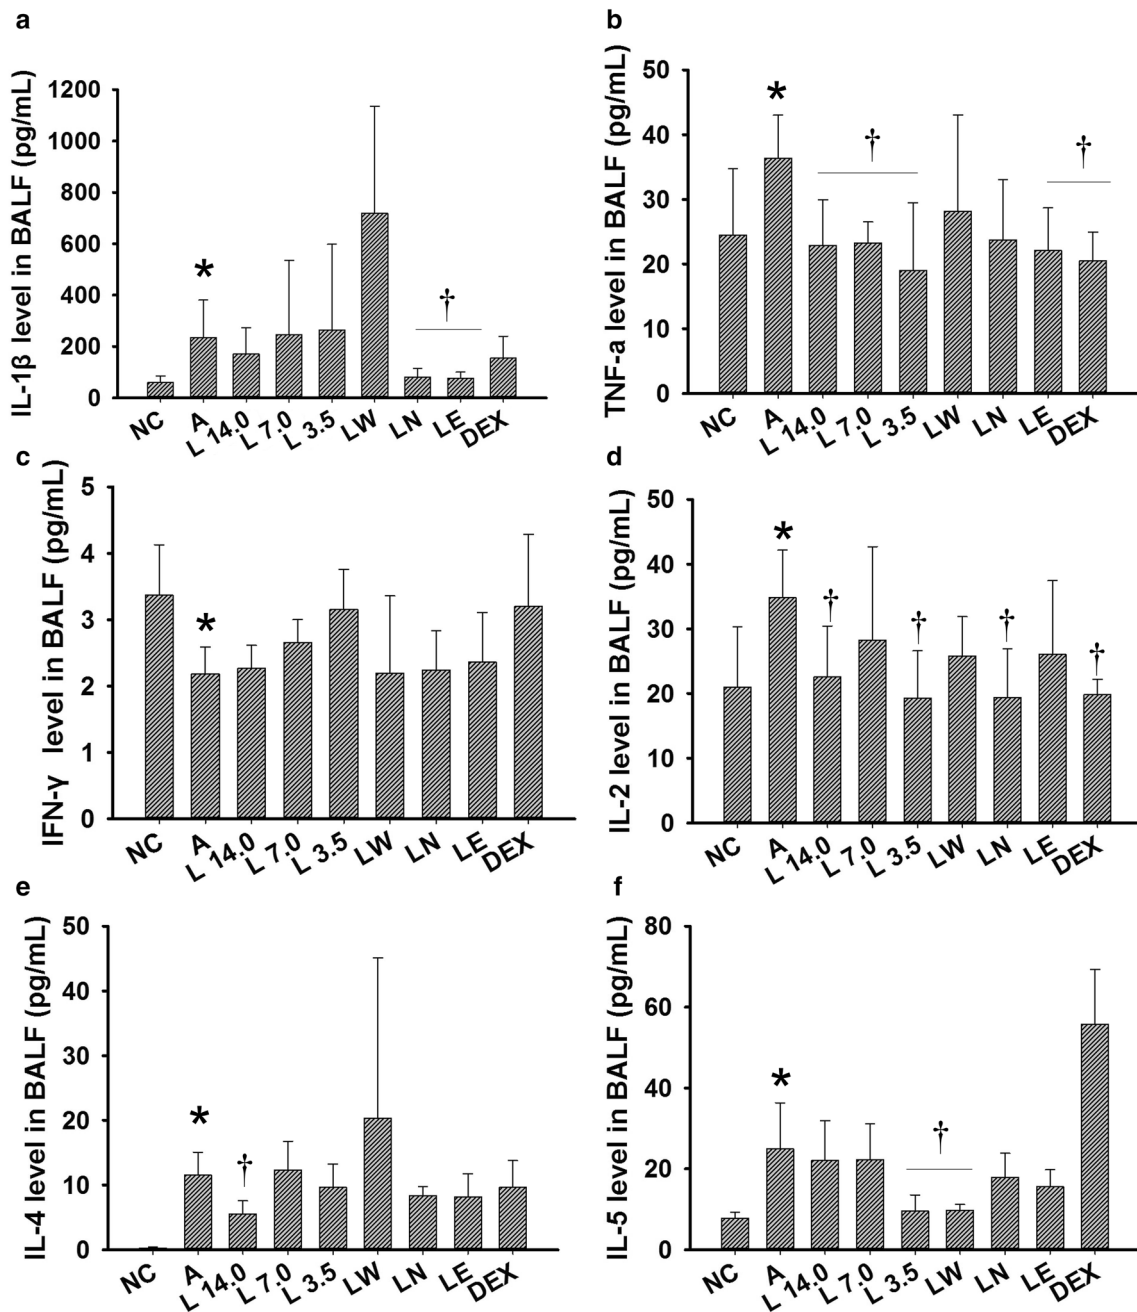 a
IL-1β level in BALF (pg/mL)
1200
1000
800
600
400
200
0
*
†
NC A L 14.0 L 7.0 L 3.5 LW LN LE DEX
b
TNF-a level in BALF (pg/mL)
50
40
30
20
10
0
*
†
†
NC A L 14.0 L 7.0 L 3.5 LW LN LE DEX
c
IFN-γ level in BALF (pg/mL)
5
4
3
2
1
0
*
NC A L 14.0 L 7.0 L 3.5 LW LN LE DEX
d
IL-2 level in BALF (pg/mL)
50
40
30
20
10
0
*
†
†
†
†
NC A L 14.0 L 7.0 L 3.5 LW LN LE DEX
e
IL-4 level in BALF (pg/mL)
50
40
30
20
10
0
*
†
NC A L 14.0 L 7.0 L 3.5 LW LN LE DEX
f
IL-5 level in BALF (pg/mL)
80
60
40
20
0
*
†
NC A L 14.0 L 7.0 L 3.5 LW LN LE DEX